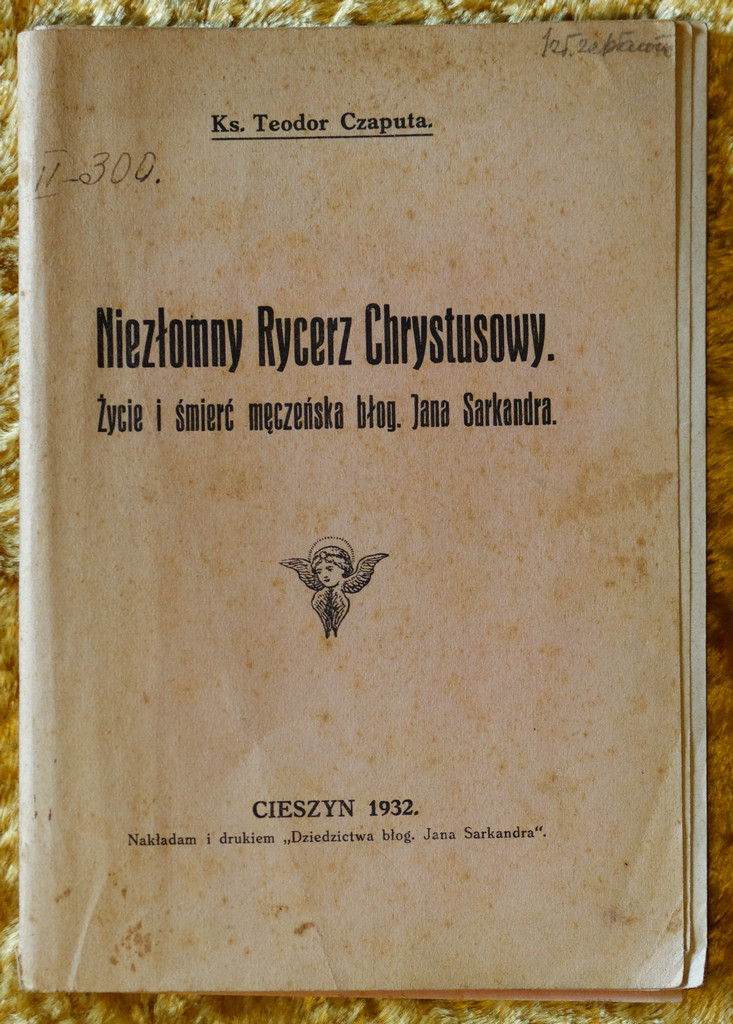 Ks. Teodor Czaputa.
II-300.
Niezłomny Rycerz Chrystusowy.
Życie i śmierć męczeńska błog. Jana Sarkandra.
CIESZYN 1932.
Nakładam i drukiem „Dziedzictwa błog. Jana Sarkandra“.